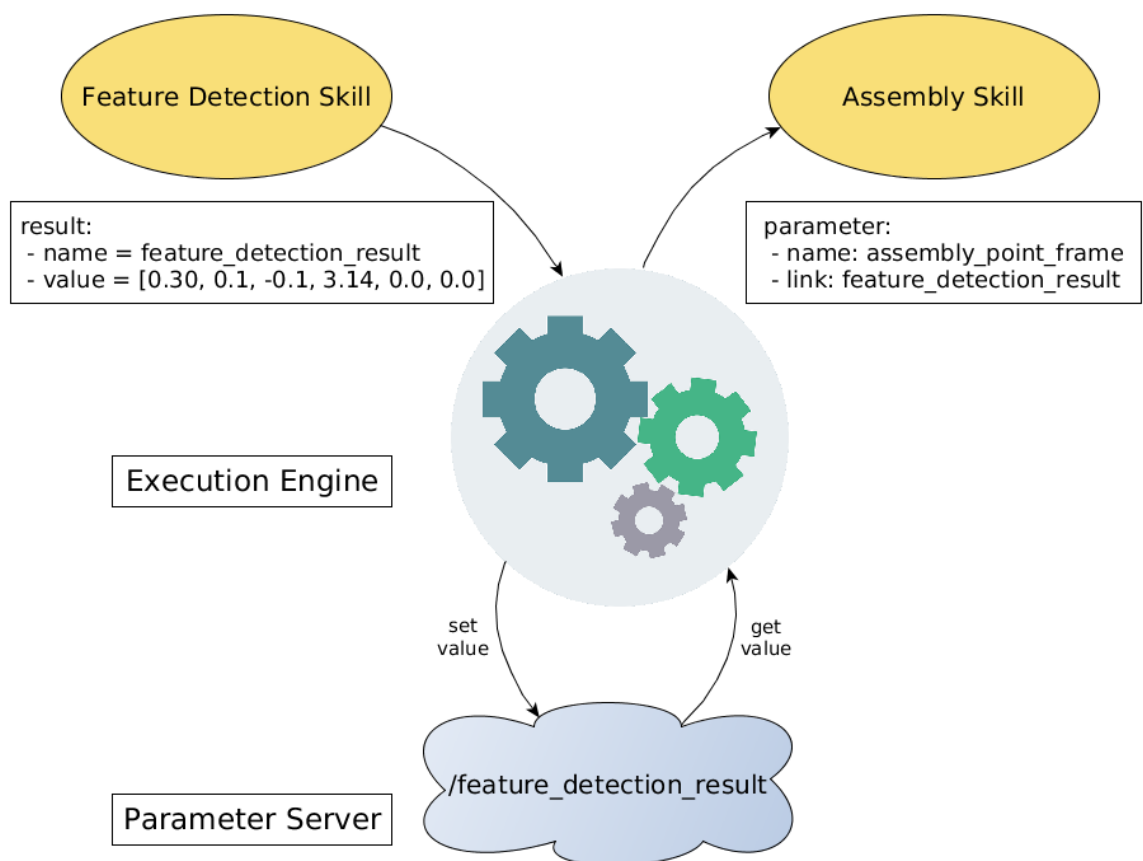 Feature Detection Skill
Assembly Skill
result:
- name = feature_detection_result
- value = [0.30, 0.1, -0.1, 3.14, 0.0, 0.0]
parameter:
- name: assembly_point_frame
- link: feature_detection_result
Execution Engine
set
value
get
value
/feature_detection_result
Parameter Server